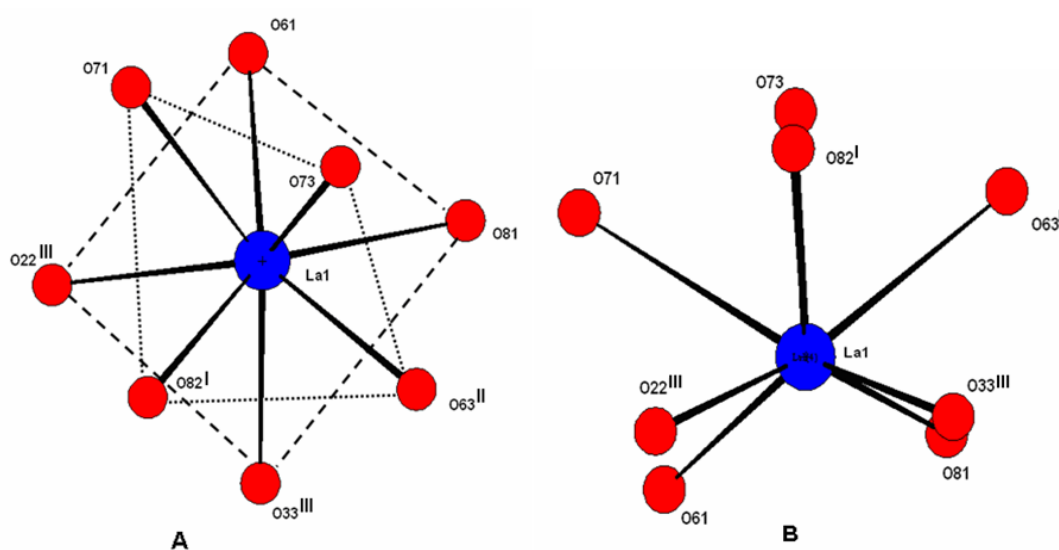 O61
O71
O73
O81
O22III
La1
O82I
O63II
O33III
A
O73
O82I
O71
O63
La1
O22III
O33III
O81
O61
B